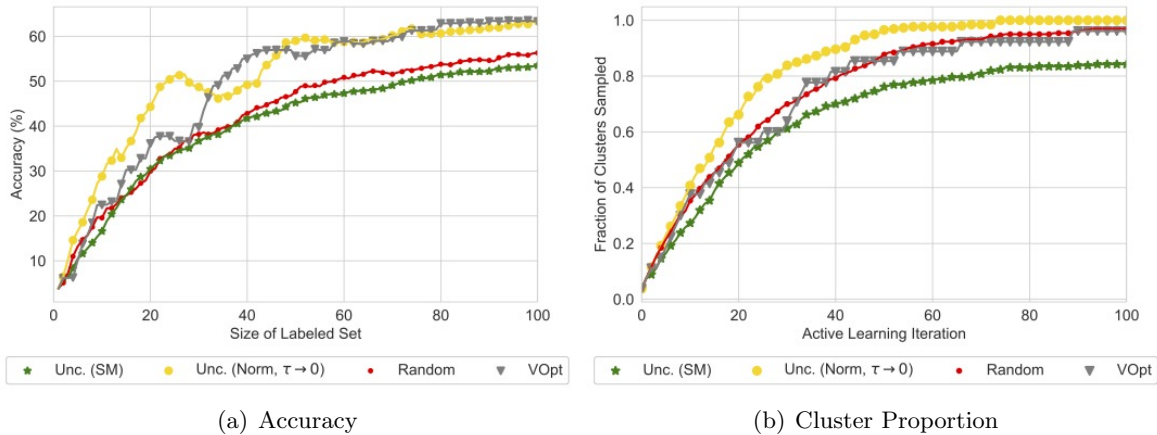 Accuracy (%)
60
50
40
30
20
10
0 20 40 60 80 100
Size of Labeled Set
Unc. (SM) Unc. (Norm, τ → 0) Random VOpt
(a) Accuracy
Fraction of Clusters Sampled
1.0
0.8
0.6
0.4
0.2
0.0
0 20 40 60 80 100
Active Learning Iteration
Unc. (SM) Unc. (Norm, τ → 0) Random VOpt
(b) Cluster Proportion